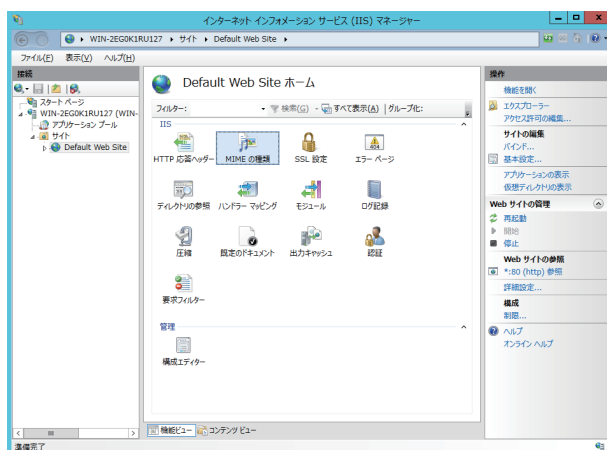 インターネット インフォメーション サービス (IIS) マネージャー
WIN-2EG0K1RU127 ▸ サイト ▸ Default Web Site ▸
ファイル(F) 表示(V) ヘルプ(H)
接続
スタート ページ
WIN-2EG0K1RU127 (WIN-
アプリケーション プール
サイト
Default Web Site
Default Web Site ホーム
フィルター: 検索(G) すべて表示(A) グループ化:
IIS
HTTP 応答ヘッダー MIME の種類 SSL 設定 エラー ページ
ディレクトリの参照 ハンドラー マッピング モジュール ログ記録
圧縮 既定のドキュメント 出力キャッシュ 認証
要求フィルター
管理
構成エディター
機能ビュー コンテンツ ビュー
準備完了
操作
機能を開く
エクスプローラー
アクセス許可の編集...
サイトの編集
バインド...
基本設定...
アプリケーションの表示
仮想ディレクトリの表示
Web サイトの管理
再起動
開始
停止
Web サイトの参照
*:80 (http) 参照
詳細設定...
構成
制限...
ヘルプ
オンライン ヘルプ